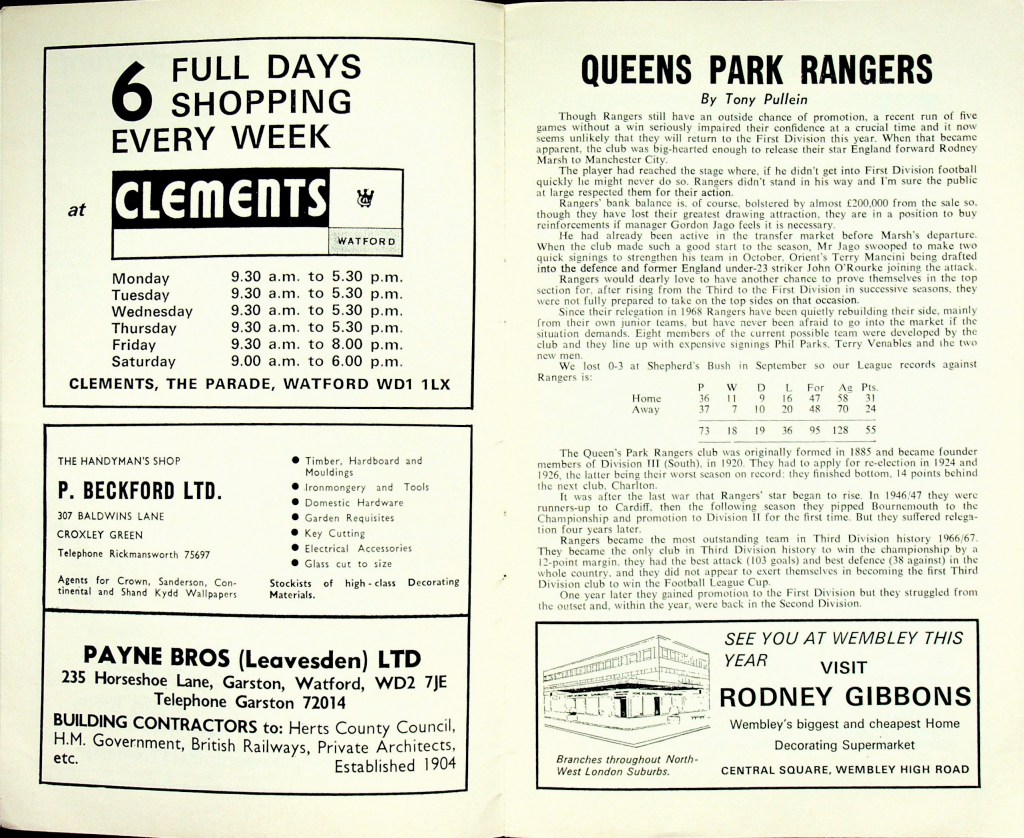 6 FULL DAYS
SHOPPING
EVERY WEEK
at CLEMENTS
WATFORD
Monday 9.30 a.m. to 5.30 p.m.
Tuesday 9.30 a.m. to 5.30 p.m.
Wednesday 9.30 a.m. to 5.30 p.m.
Thursday 9.30 a.m. to 5.30 p.m.
Friday 9.30 a.m. to 8.00 p.m.
Saturday 9.00 a.m. to 6.00 p.m.
CLEMENTS, THE PARADE, WATFORD WD1 1LX
THE HANDYMAN'S SHOP
P. BECKFORD LTD.
307 BALDWINS LANE
CROXLEY GREEN
Telephone Rickmansworth 75697
Agents for Crown, Sanderson, Con-
tinental and Shand Kydd Wallpapers
● Timber, Hardboard and
Mouldings
● Ironmongery and Tools
● Domestic Hardware
● Garden Requisites
● Key Cutting
● Electrical Accessories
● Glass cut to size
Stockists of high-class Decorating
Materials.
PAYNE BROS (Leavesden) LTD
235 Horseshoe Lane, Garston, Watford, WD2 7JE
Telephone Garston 72014
BUILDING CONTRACTORS to: Herts County Council,
H.M. Government, British Railways, Private Architects,
etc.
Established 1904
QUEENS PARK RANGERS
By Tony Pullein
Though Rangers still have an outside chance of promotion, a recent run of five
games without a win seriously impaired their confidence at a crucial time and it now
seems unlikely that they will return to the First Division this year. When that became
apparent, the club was big-hearted enough to release their star England forward Rodney
Marsh to Manchester City.
The player had reached the stage where, if he didn't get into First Division football
quickly he might never do so. Rangers didn't stand in his way and I'm sure the public
at large respected them for their action.
Rangers' bank balance is, of course, bolstered by almost £200,000 from the sale so,
though they have lost their greatest drawing attraction, they are in a position to buy
reinforcements if manager Gordon Jago feels it is necessary.
He had already been active in the transfer market before Marsh's departure.
When the club made such a good start to the season, Mr Jago swooped to make two
quick signings to strengthen his team in October, Orient's Terry Mancini being drafted
into the defence and former England under-23 striker John O'Rourke joining the attack.
Rangers would dearly love to have another chance to prove themselves in the top
section for, after rising from the Third to the First Division in successive seasons, they
were not fully prepared to take on the top sides on that occasion.
Since their relegation in 1968 Rangers have been quietly rebuilding their side, mainly
from their own junior teams, but have never been afraid to go into the market if the
situation demands. Eight members of the current possible team were developed by the
club and they line up with expensive signings Phil Parks, Terry Venables and the two
new men.
We lost 0-3 at Shepherd's Bush in September so our League records against
Rangers is:
P W D L For Ag Pts.
Home 36 11 9 16 47 58 31
Away 37 7 10 20 48 70 24
73 18 19 36 95 128 55
The Queen's Park Rangers club was originally formed in 1885 and became founder
members of Division III (South), in 1920. They had to apply for re-election in 1924 and
1926, the latter being their worst season on record; they finished bottom, 14 points behind
the next club, Charlton.
It was after the last war that Rangers' star began to rise. In 1946/47 they were
runners-up to Cardiff, then the following season they pipped Bournemouth to the
Championship and promotion to Division II for the first time. But they suffered relega-
tion four years later.
Rangers became the most outstanding team in Third Division history 1966/67.
They became the only club in Third Division history to win the championship by a
12-point margin, they had the best attack (103 goals) and best defence (38 against) in the
whole country, and they did not appear to exert themselves in becoming the first Third
Division club to win the Football League Cup.
One year later they gained promotion to the First Division but they struggled from
the outset and, within the year, were back in the Second Division.
SEE YOU AT WEMBLEY THIS
YEAR
VISIT
RODNEY GIBBONS
Wembley's biggest and cheapest Home
Decorating Supermarket
CENTRAL SQUARE, WEMBLEY HIGH ROAD
Branches throughout North-
West London Suburbs.